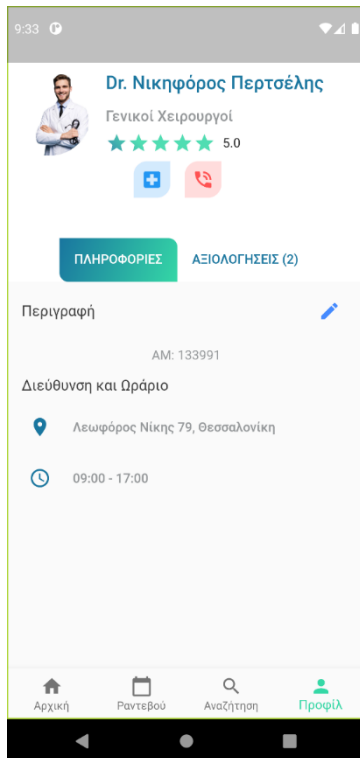 9:33
Dr. Νικηφόρος Περτσέλης
Γενικοί Χειρουργοί
5.0
ΠΛΗΡΟΦΟΡΙΕΣ ΑΞΙΟΛΟΓΗΣΕΙΣ (2)
Περιγραφή
AM: 133991
Διεύθυνση και Ωράριο
Λεωφόρος Νίκης 79, Θεσσαλονίκη
09:00 - 17:00
Αρχική Ραντεβού Αναζήτηση Προφίλ